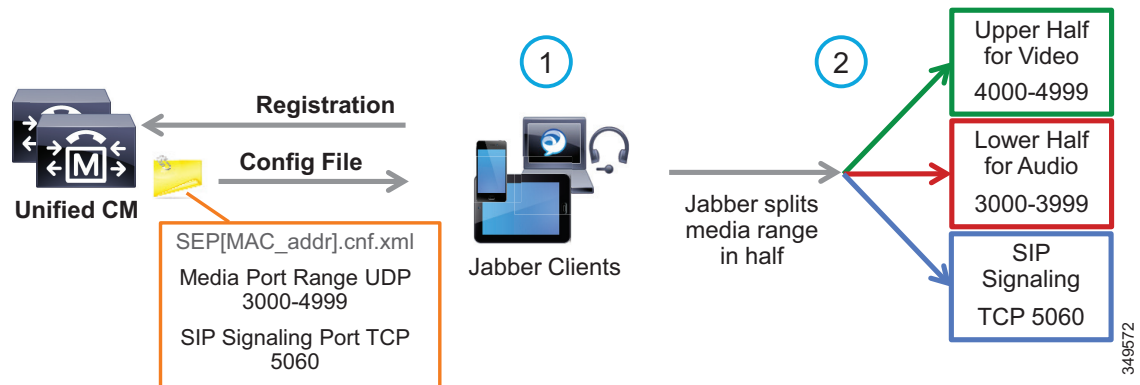 Registration
Config File
M
Unified CM
SEP[MAC_addr].cnf.xml
Media Port Range UDP
3000-4999
SIP Signaling Port TCP
5060
1
Jabber Clients
2
Jabber splits
media range
in half
Upper Half
for Video
4000-4999
Lower Half
for Audio
3000-3999
SIP
Signaling
TCP 5060
349572